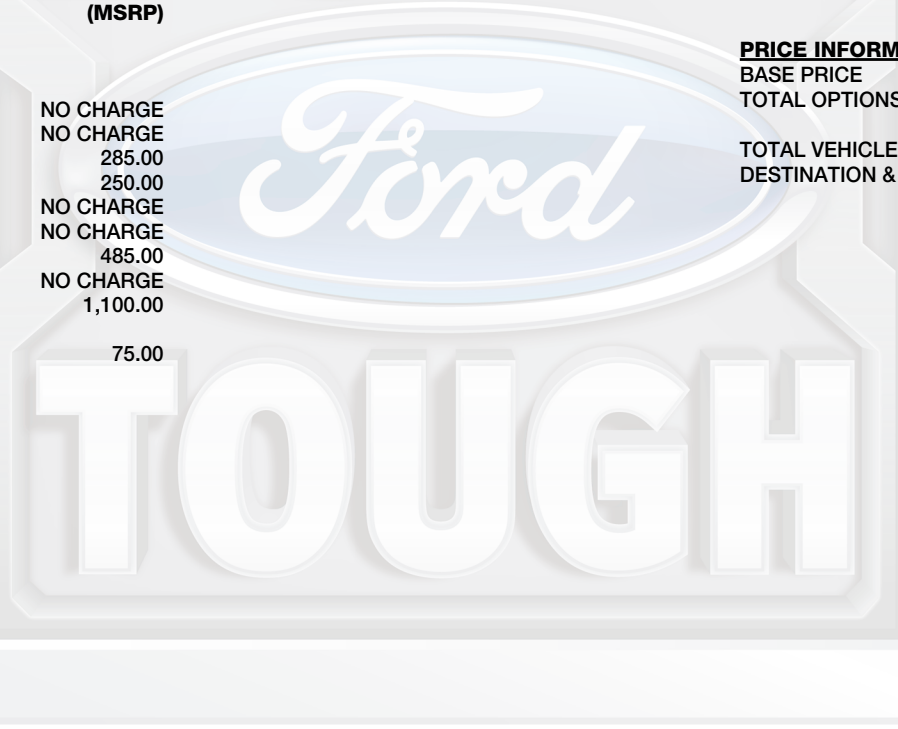 (MSRP)
NO CHARGE
NO CHARGE
285.00
250.00
NO CHARGE
NO CHARGE
485.00
NO CHARGE
1,100.00
75.00
PRICE INFORM
BASE PRICE
TOTAL OPTIONS
TOTAL VEHICLE
DESTINATION &
Ford
TOUGH